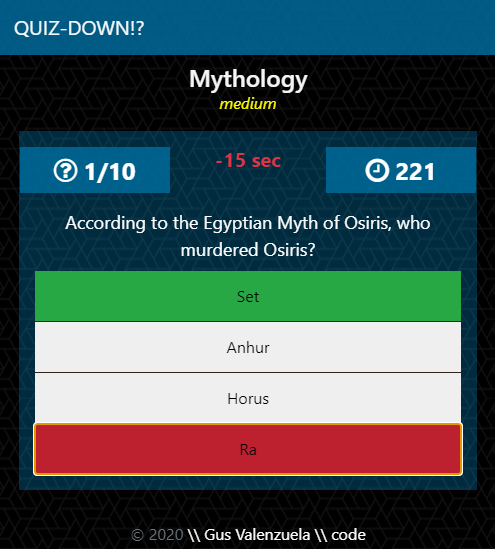 QUIZ-DOWN!?
Mythology
medium
1/10
-15 sec
221
According to the Egyptian Myth of Osiris, who
murdered Osiris?
Set
Anhur
Horus
Ra
© 2020 \\ Gus Valenzuela \\ code